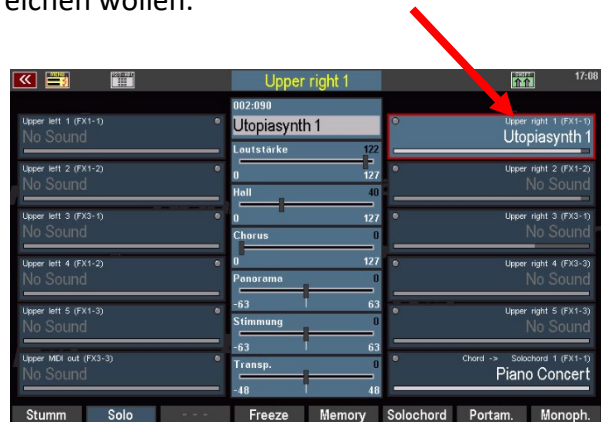 eichen wollen.
Upper right 1
17:08
002:090
Utopiasynth 1
Lautstärke 122
0 127
Hall 40
0 127
Chorus 0
0 127
Panorama 0
-63 63
Stimmung 0
-63 63
Transp. 0
-48 48
Upper left 1 (FX1-1)
No Sound
Upper left 2 (FX1-2)
No Sound
Upper left 3 (FX3-1)
No Sound
Upper left 4 (FX1-2)
No Sound
Upper left 5 (FX1-3)
No Sound
Upper MIDI out (FX3-3)
No Sound
Upper right 1 (FX1-1)
Utopiasynth 1
Upper right 2 (FX1-2)
No Sound
Upper right 3 (FX3-1)
No Sound
Upper right 4 (FX3-3)
No Sound
Upper right 5 (FX1-3)
No Sound
Chord -> Solochord 1 (FX1-1)
Piano Concert
Stumm Solo - - - Freeze Memory Solochord Portam. Monoph.